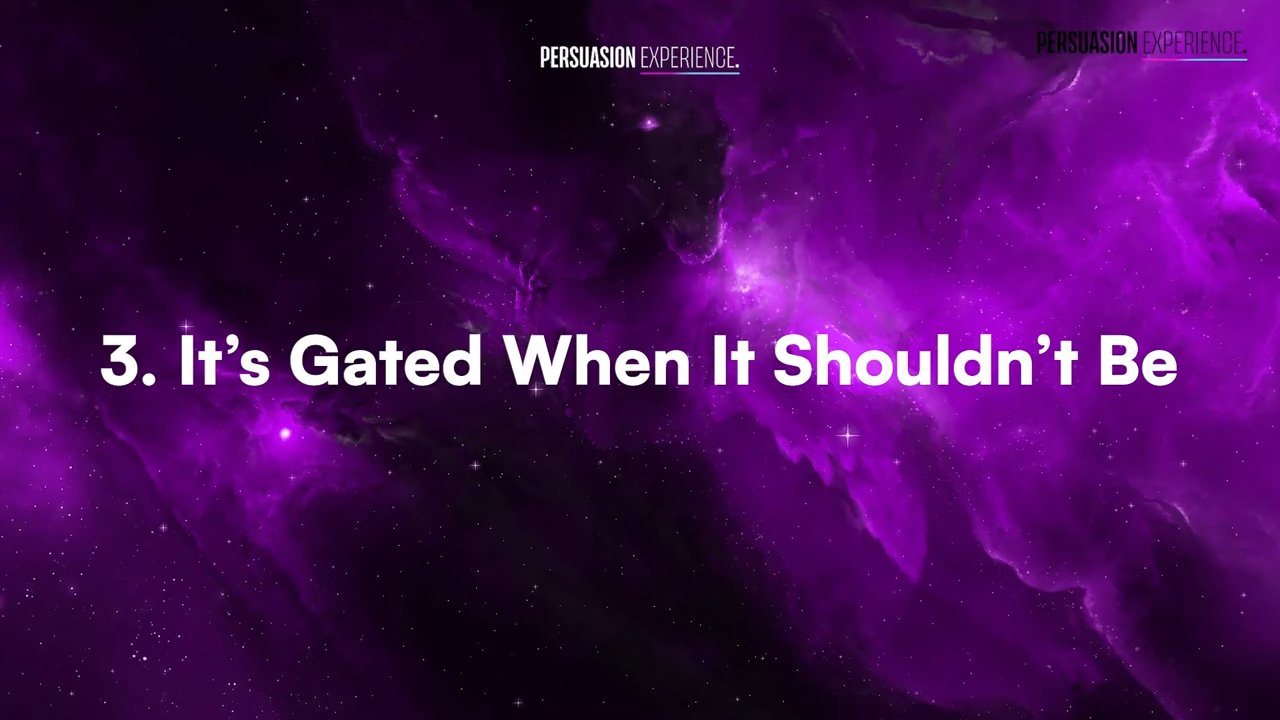 PERSUASION EXPERIENCE.
PERSUASION EXPERIENCE.
3. It’s Gated When It Shouldn’t Be